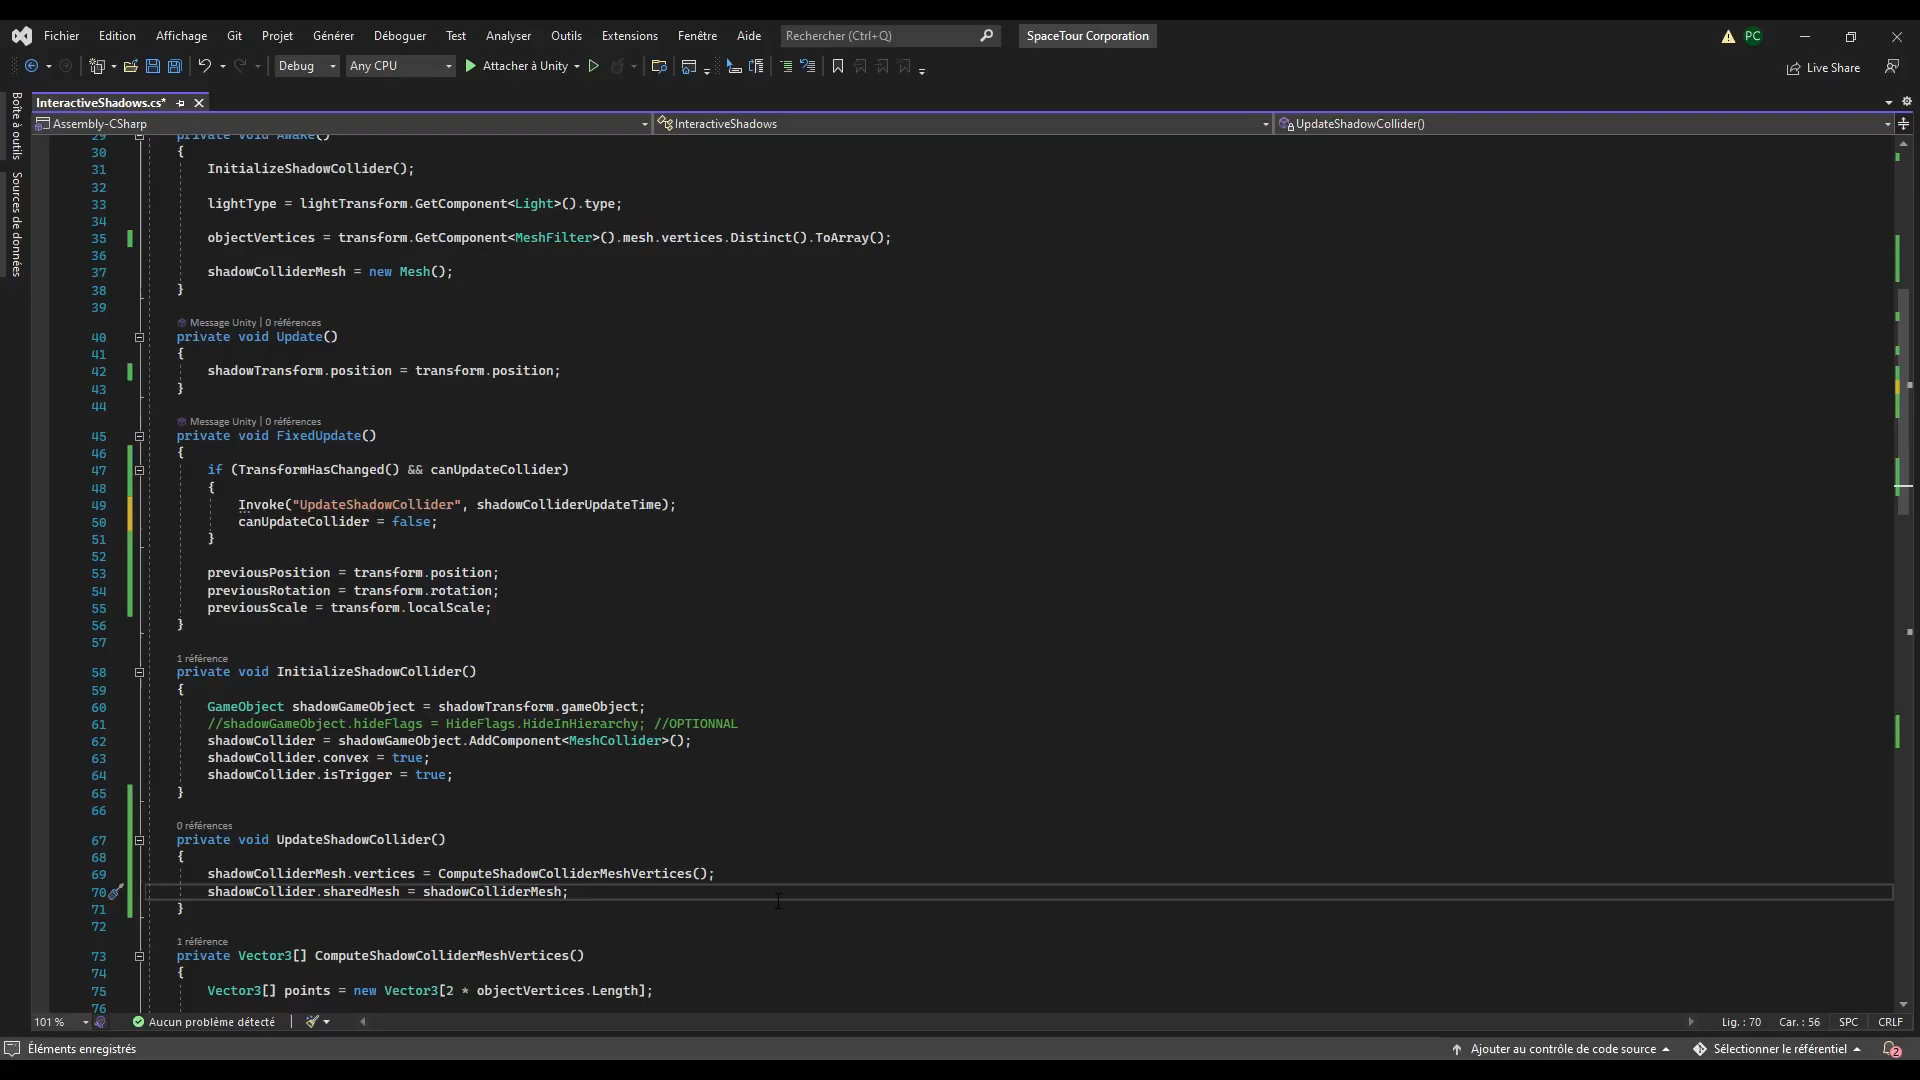 Fichier Edition Affichage Git Projet Générer Déboguer Test Analyser Outils Extensions Fenêtre Aide Rechercher (Ctrl+Q) SpaceTour Corporation PC
Debug Any CPU Attacher à Unity Live Share
InteractiveShadows.cs*
Assembly-CSharp InteractiveShadows UpdateShadowCollider()
Boîte à outils
Sources de données
29 private void Awake()
30 {
31 InitializeShadowCollider();
32
33 lightType = lightTransform.GetComponent<Light>().type;
34
35 objectVertices = transform.GetComponent<MeshFilter>().mesh.vertices.Distinct().ToArray();
36
37 shadowColliderMesh = new Mesh();
38 }
39
Message Unity | 0 références
40 private void Update()
41 {
42 shadowTransform.position = transform.position;
43 }
44
Message Unity | 0 références
45 private void FixedUpdate()
46 {
47 if (TransformHasChanged() && canUpdateCollider)
48 {
49 Invoke("UpdateShadowCollider", shadowColliderUpdateTime);
50 canUpdateCollider = false;
51 }
52
53 previousPosition = transform.position;
54 previousRotation = transform.rotation;
55 previousScale = transform.localScale;
56 }
57
1 référence
58 private void InitializeShadowCollider()
59 {
60 GameObject shadowGameObject = shadowTransform.gameObject;
61 //shadowGameObject.hideFlags = HideFlags.HideInHierarchy; //OPTIONNAL
62 shadowCollider = shadowGameObject.AddComponent<MeshCollider>();
63 shadowCollider.convex = true;
64 shadowCollider.isTrigger = true;
65 }
66
0 références
67 private void UpdateShadowCollider()
68 {
69 shadowColliderMesh.vertices = ComputeShadowColliderMeshVertices();
70 shadowCollider.sharedMesh = shadowColliderMesh;
71 }
72
1 référence
73 private Vector3[] ComputeShadowColliderMeshVertices()
74 {
75 Vector3[] points = new Vector3[2 * objectVertices.Length];
76
101 % Aucun problème détecté Lig. : 70 Car. : 56 SPC CRLF
Éléments enregistrés Ajouter au contrôle de code source Sélectionner le référentiel 2